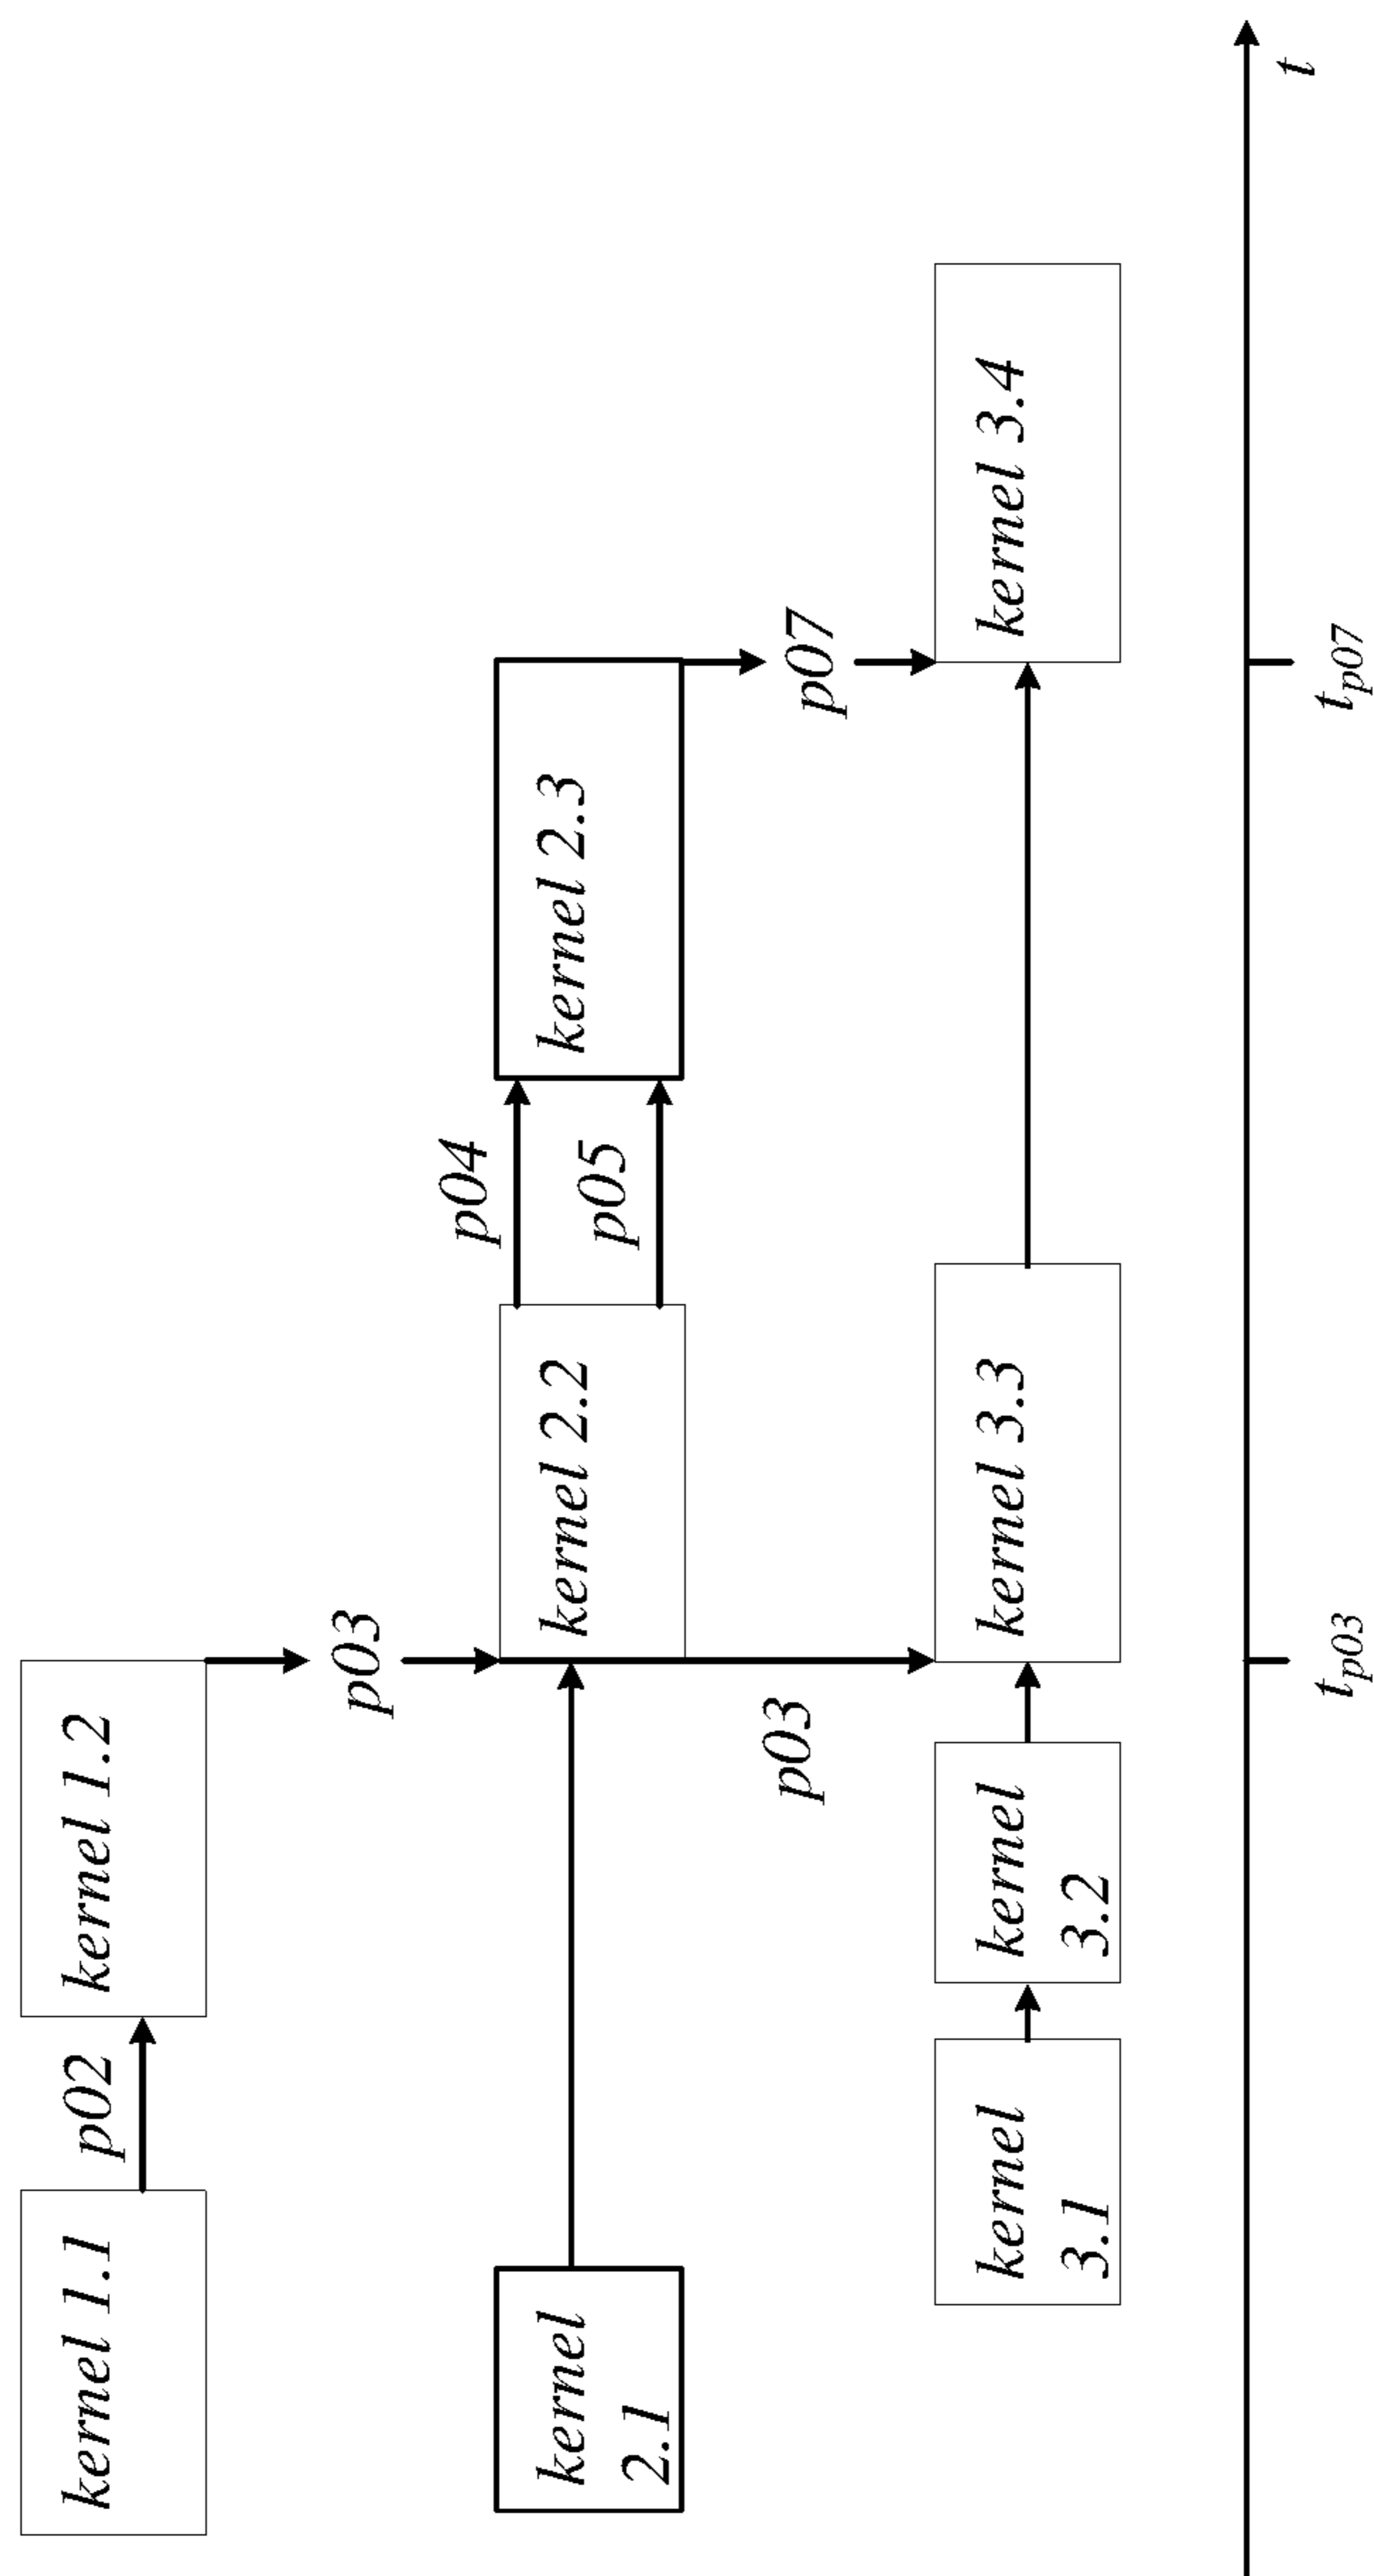 kernel 1.1
p02
kernel 1.2
p03
kernel
2.1
kernel 2.2
p04
p05
kernel 2.3
p03
p07
kernel
3.1
kernel
3.2
kernel 3.3
kernel 3.4
tp03
tp07
t